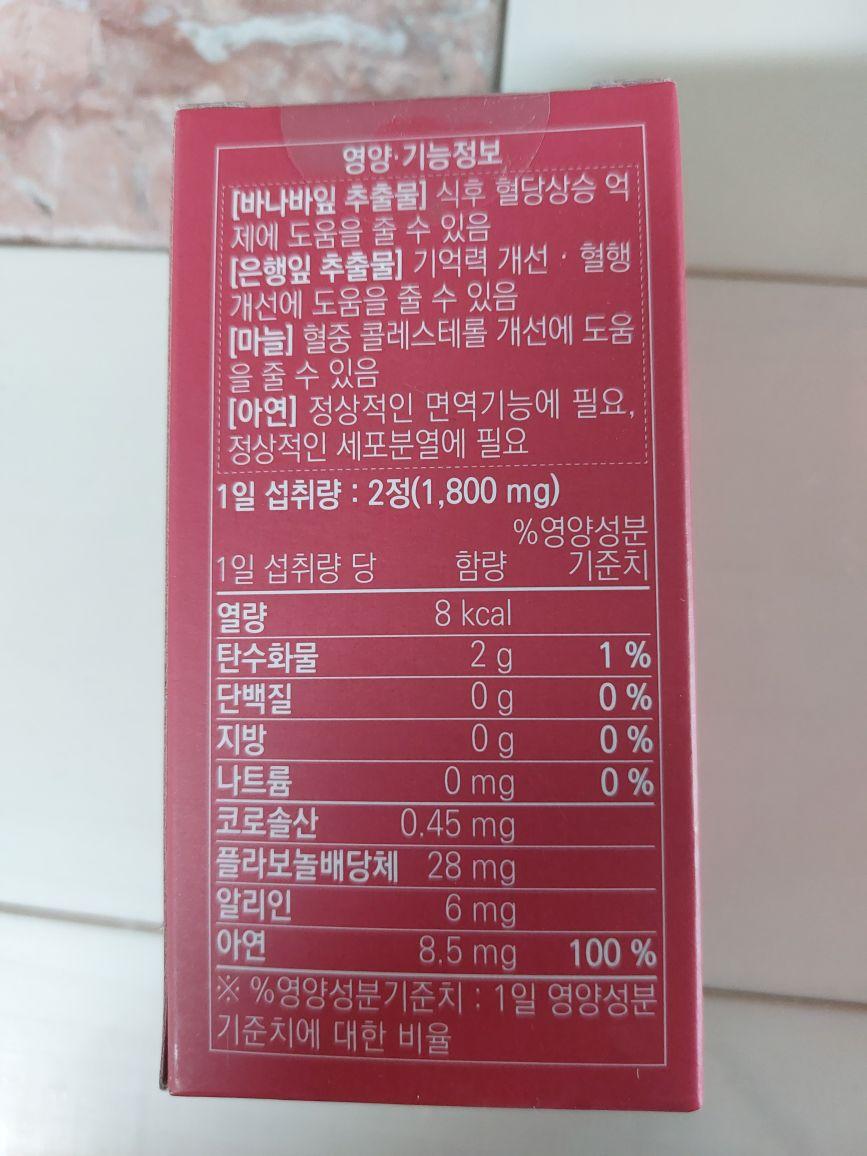 영양·기능정보
[바나바잎 추출물] 식후 혈당상승 억
제에 도움을 줄 수 있음
[은행잎 추출물] 기억력 개선 · 혈행
개선에 도움을 줄 수 있음
[마늘] 혈중 콜레스테롤 개선에 도움
을 줄 수 있음
[아연] 정상적인 면역기능에 필요,
정상적인 세포분열에 필요
1일 섭취량 : 2정(1,800 mg)
%영양성분
1일 섭취량 당 함량 기준치
열량 8 kcal
탄수화물 2 g 1 %
단백질 0 g 0 %
지방 0 g 0 %
나트륨 0 mg 0 %
코로솔산 0.45 mg
플라보놀배당체 28 mg
알리인 6 mg
아연 8.5 mg 100 %
※ %영양성분기준치 : 1일 영양성분
기준치에 대한 비율